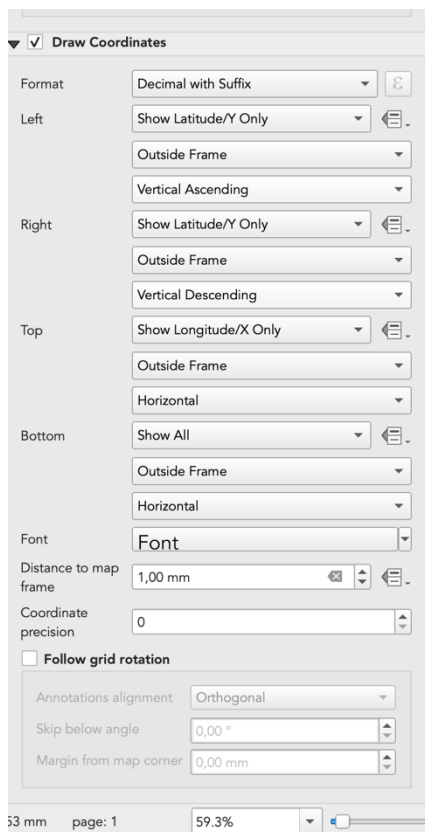 Draw Coordinates
Format Decimal with Suffix ε
Left Show Latitude/Y Only
Outside Frame
Vertical Ascending
Right Show Latitude/Y Only
Outside Frame
Vertical Descending
Top Show Longitude/X Only
Outside Frame
Horizontal
Bottom Show All
Outside Frame
Horizontal
Font Font
Distance to map
frame 1,00 mm
Coordinate
precision 0
Follow grid rotation
Annotations alignment Orthogonal
Skip below angle 0,00 °
Margin from map corner 0,00 mm
53 mm page: 1 59.3%